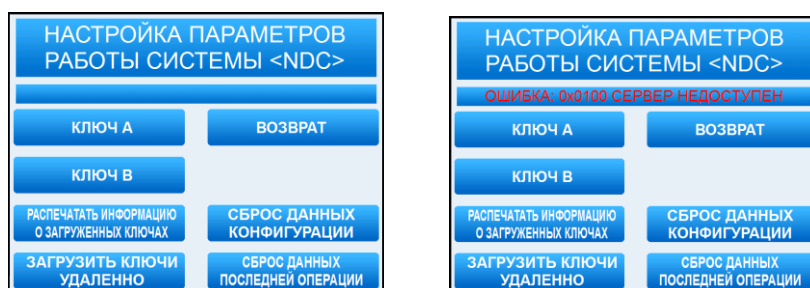 НАСТРОЙКА ПАРАМЕТРОВ
РАБОТЫ СИСТЕМЫ <NDC>
КЛЮЧ А
ВОЗВРАТ
КЛЮЧ В
РАСПЕЧАТАТЬ ИНФОРМАЦИЮ
О ЗАГРУЖЕННЫХ КЛЮЧАХ
СБРОС ДАННЫХ
КОНФИГУРАЦИИ
ЗАГРУЗИТЬ КЛЮЧИ
УДАЛЕННО
СБРОС ДАННЫХ
ПОСЛЕДНЕЙ ОПЕРАЦИИ
НАСТРОЙКА ПАРАМЕТРОВ
РАБОТЫ СИСТЕМЫ <NDC>
ОШИБКА: 0x0100 СЕРВЕР НЕДОСТУПЕН
КЛЮЧ А
ВОЗВРАТ
КЛЮЧ В
РАСПЕЧАТАТЬ ИНФОРМАЦИЮ
О ЗАГРУЖЕННЫХ КЛЮЧАХ
СБРОС ДАННЫХ
КОНФИГУРАЦИИ
ЗАГРУЗИТЬ КЛЮЧИ
УДАЛЕННО
СБРОС ДАННЫХ
ПОСЛЕДНЕЙ ОПЕРАЦИИ